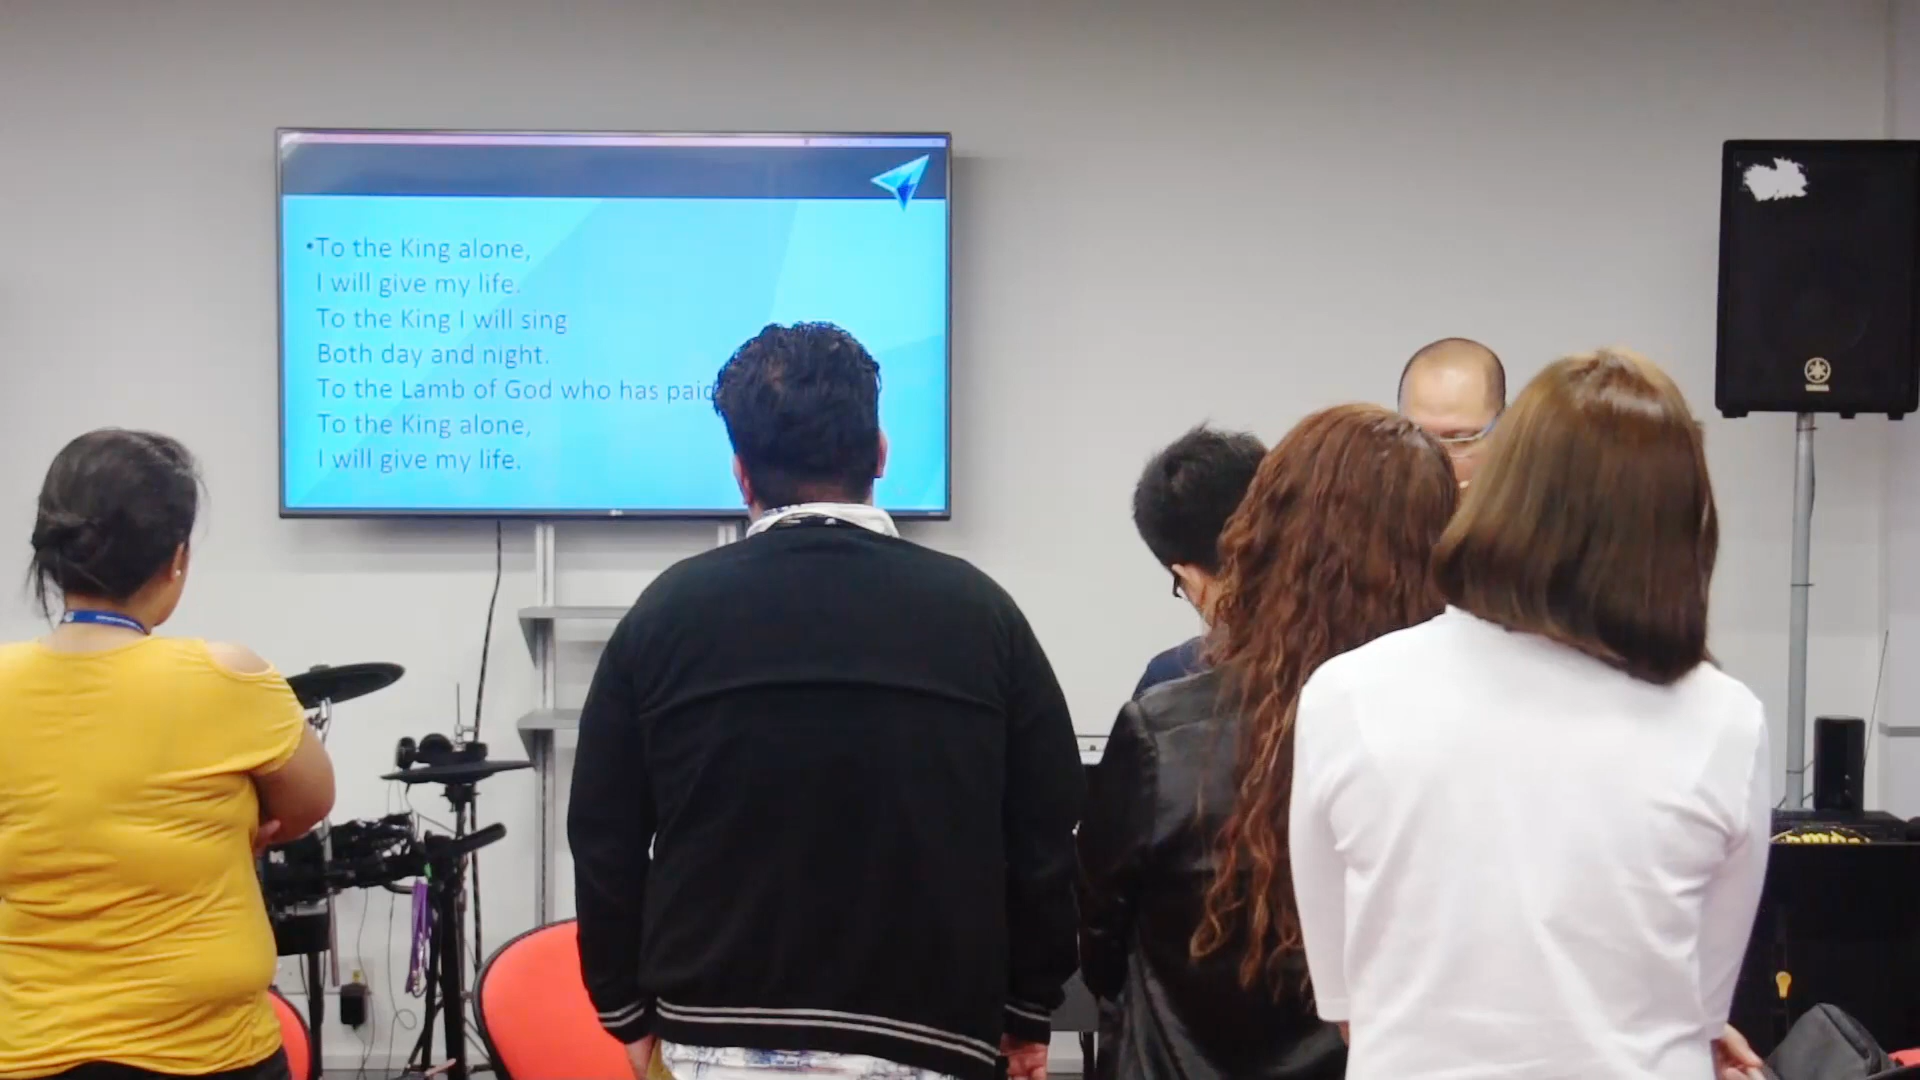 •To the King alone,
I will give my life.
To the King I will sing
Both day and night.
To the Lamb of God who has paid
To the King alone,
I will give my life.
YAMAHA